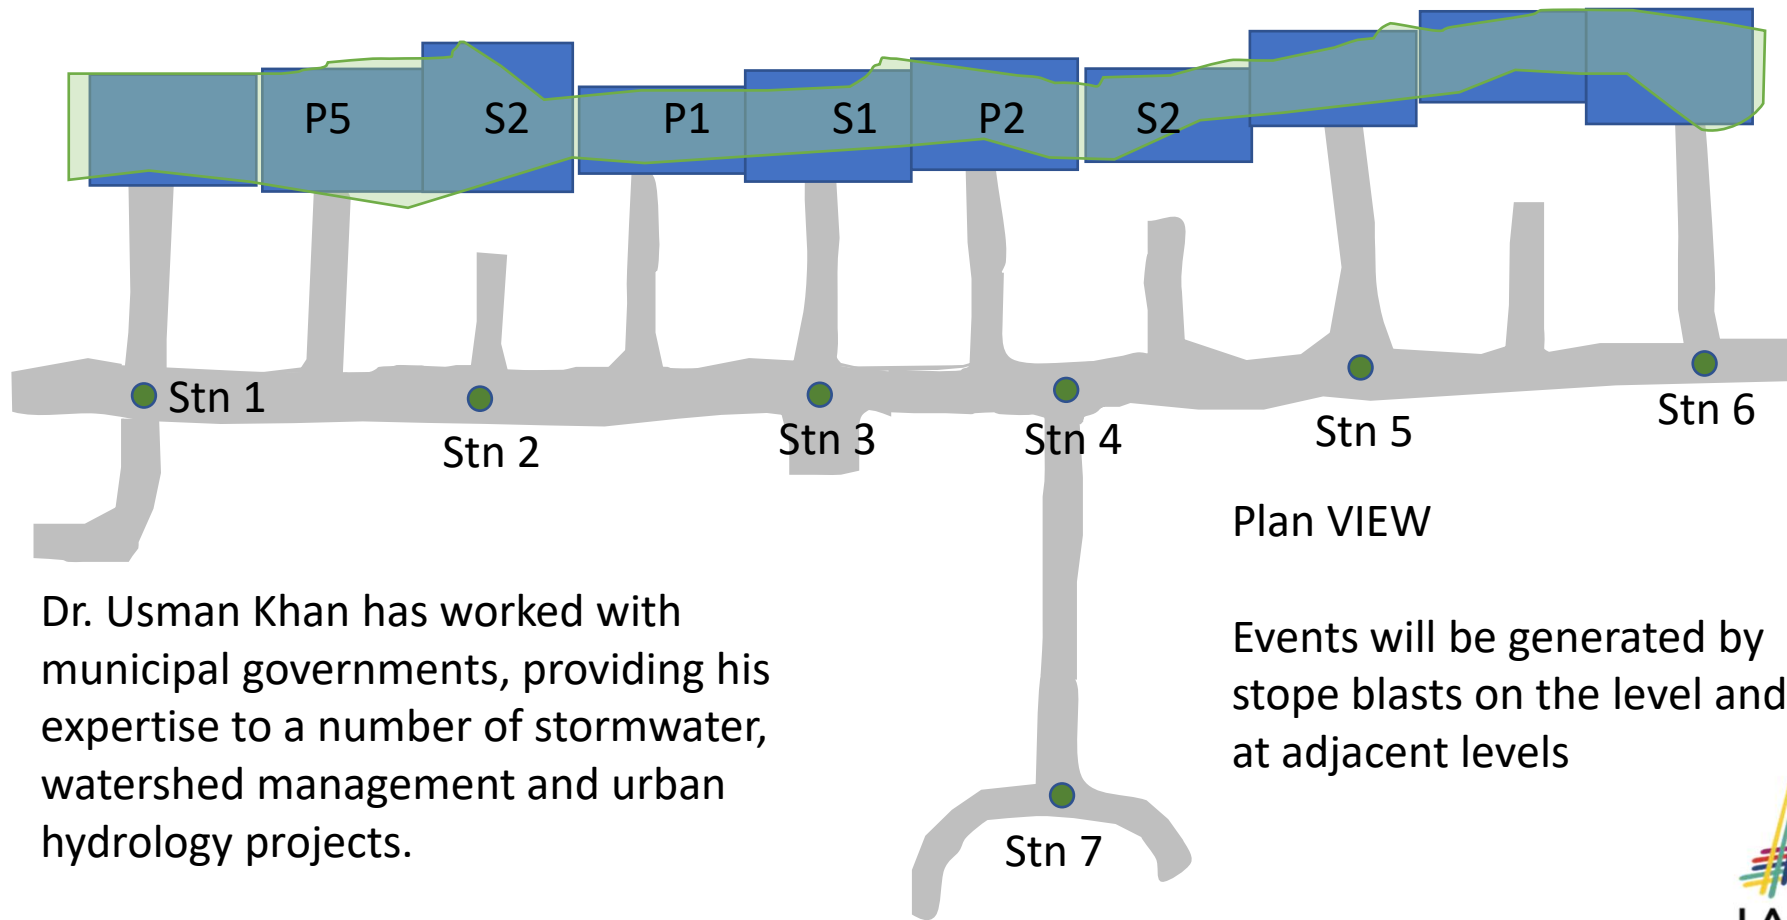 P5
S2
P1
S1
P2
S2
Stn 1
Stn 2
Stn 3
Stn 4
Stn 5
Stn 6
Plan VIEW
Dr. Usman Khan has worked with
municipal governments, providing his
expertise to a number of stormwater,
watershed management and urban
hydrology projects.
Events will be generated by
stope blasts on the level and
at adjacent levels
Stn 7